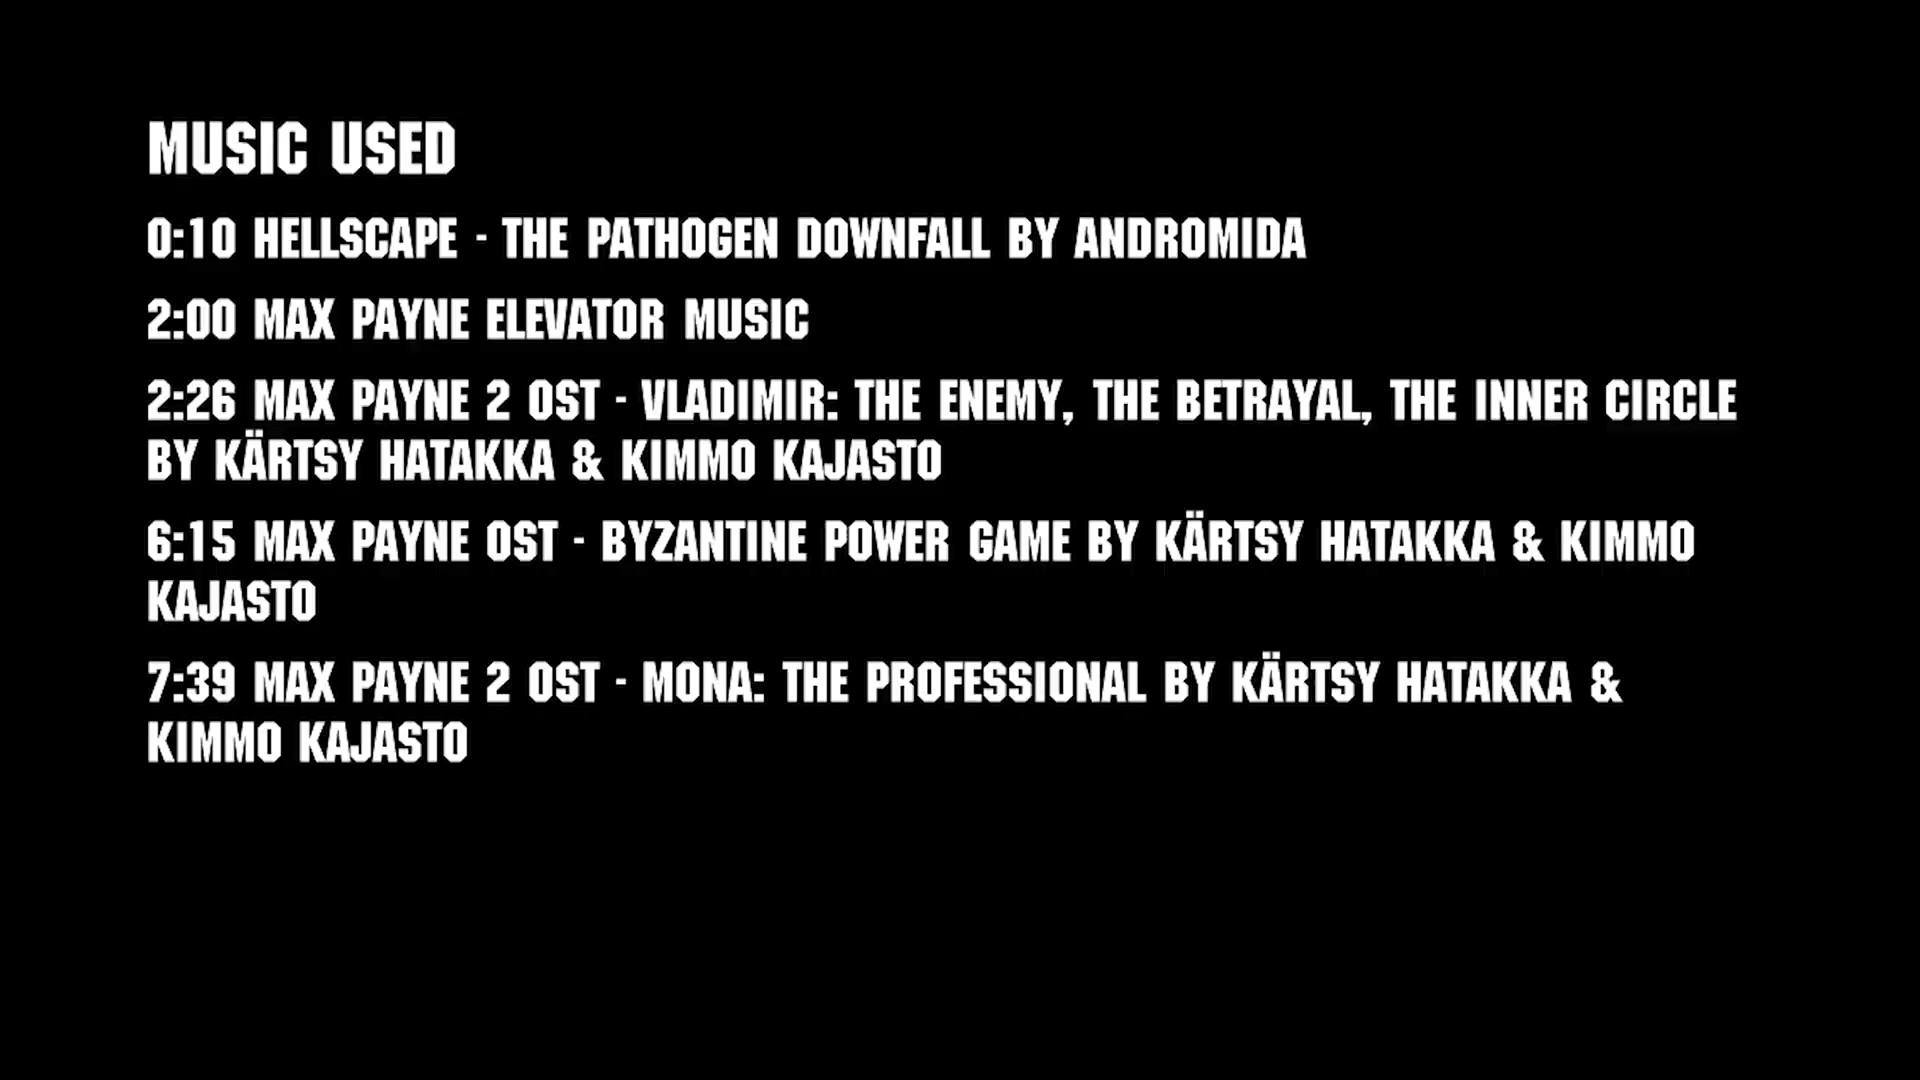 MUSIC USED
0:10 HELLSCAPE - THE PATHOGEN DOWNFALL BY ANDROMIDA
2:00 MAX PAYNE ELEVATOR MUSIC
2:26 MAX PAYNE 2 OST - VLADIMIR: THE ENEMY, THE BETRAYAL, THE INNER CIRCLE
BY KÄRTSY HATAKKA & KIMMO KAJASTO
6:15 MAX PAYNE OST - BYZANTINE POWER GAME BY KÄRTSY HATAKKA & KIMMO
KAJASTO
7:39 MAX PAYNE 2 OST - MONA: THE PROFESSIONAL BY KÄRTSY HATAKKA &
KIMMO KAJASTO